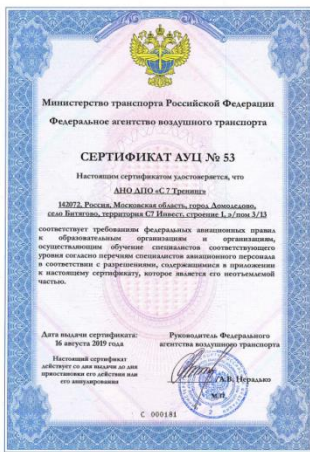 Министерство транспорта Российской Федерации
Федеральное агентство воздушного транспорта
СЕРТИФИКАТ АУЦ № 53
Настоящим сертификатом удостоверяется, что
АНО ДПО «С 7 Тренинг»
142072, Россия, Московская область, город Домодедово,
село Битягово, территория С7 Инвест, строение 1, э/пом 3/13
соответствует требованиям федеральных авиационных правил
к образовательным организациям и организациям,
осуществляющим обучение специалистов соответствующего
уровня согласно перечням специалистов авиационного персонала
в соответствии с разрешениями, содержащимися в приложении
к настоящему сертификату, которое является его неотъемлемой
частью.
Дата выдачи сертификата:
16 августа 2019 года
Настоящий сертификат
действует со дня выдачи до дня
приостановки его действия или
его аннулирования
Руководитель Федерального
агентства воздушного транспорта
А.В. Нерадько
М.П.
С 000181